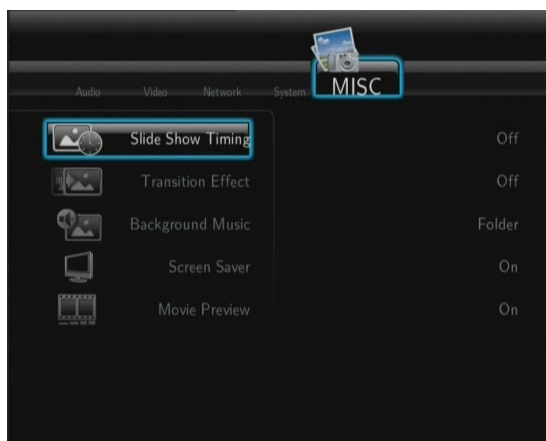 Audio Video Network System MISC
Slide Show Timing Off
Transition Effect Off
Background Music Folder
Screen Saver On
Movie Preview On